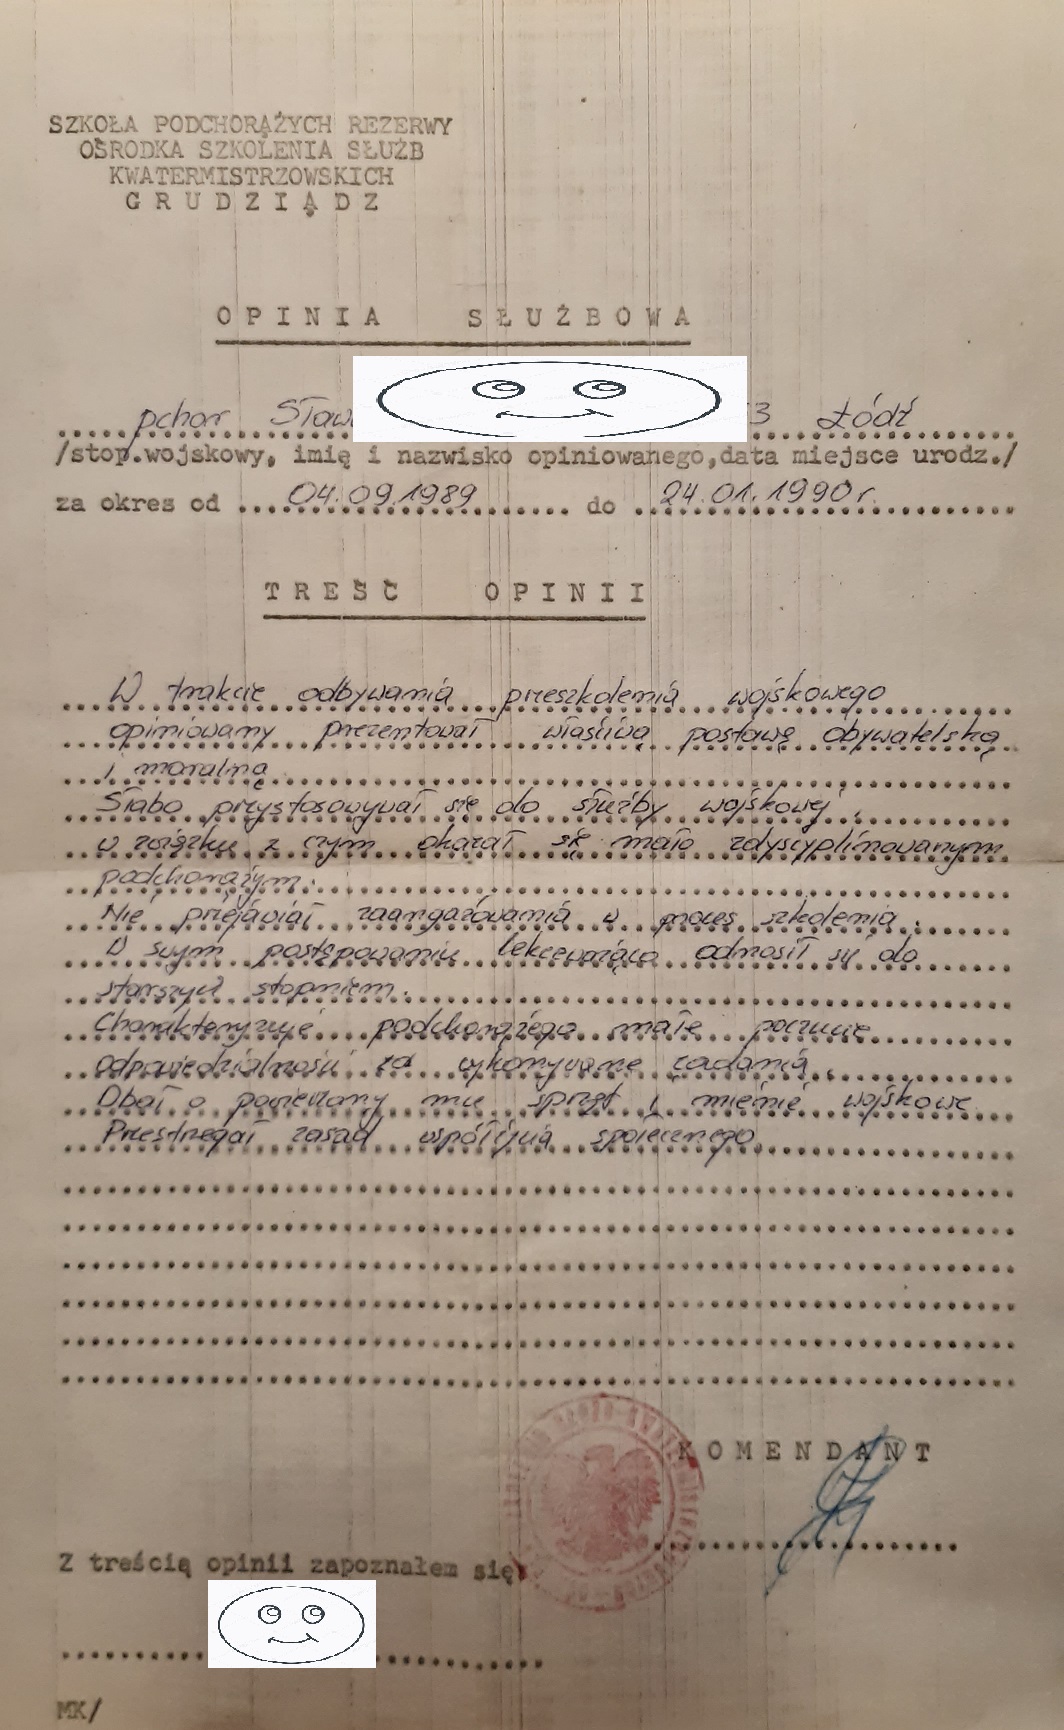 SZKOŁA PODCHORĄŻYCH REZERWY
OŚRODKA SZKOLENIA SŁUŻB
KWATERMISTRZOWSKICH
GRUDZIĄDZ
OPINIA SŁUŻBOWA
pchor Sław 3 Łódź
/stop.wojskowy, imię i nazwisko opiniowanego,data miejsce urodz./
za okres od 04.09.1989 do 24.01.1990 r.
TREŚĆ OPINII
W trakcie odbywania przeszkolenia wojskowego
opiniowany prezentował właściwą postawę obywatelską
i moralną
Słabo przystosowywał się do służby wojskowej,
w związku z czym okazał się mało zdyscyplinowanym
podchorążym.
Nie przejawiał zaangażowania w proces szkolenia.
W swym postępowaniu lekceważąco odnosił się do
starszych stopniem.
Charakteryzuje podchorążego małe poczucie
odpowiedzialności za wykonywane zadania.
Dbał o powierzony mu sprzęt i mienie wojskowe
Przestrzegał zasad współżycia społecznego.
KOMENDANT
Z treścią opinii zapoznałem się
MK/